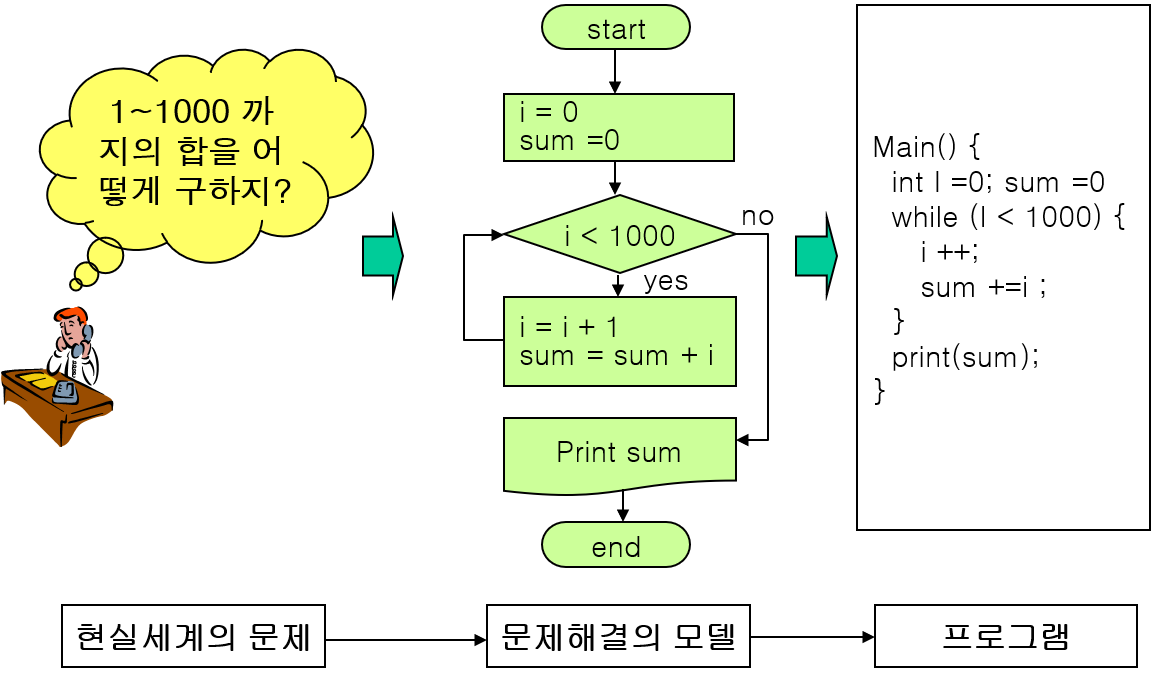 1~1000 까
지의 합을 어
떻게 구하지?
start
i = 0
sum =0
i < 1000
no
yes
i = i + 1
sum = sum + i
Print sum
end
Main() {
int I =0; sum =0
while (I < 1000) {
i ++;
sum +=i ;
}
print(sum);
}
현실세계의 문제
문제해결의 모델
프로그램